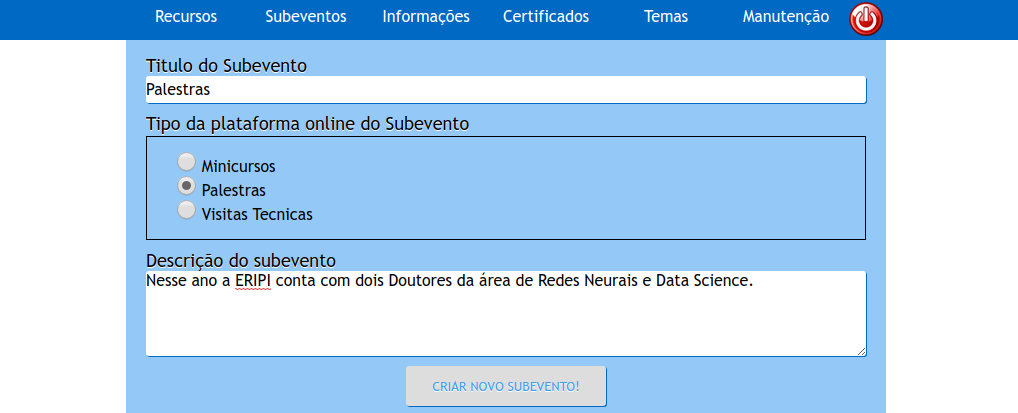 Recursos Subeventos Informações Certificados Temas Manutenção
Titulo do Subevento
Palestras
Tipo da plataforma online do Subevento
Minicursos
Palestras
Visitas Tecnicas
Descrição do subevento
Nesse ano a ERIPI conta com dois Doutores da área de Redes Neurais e Data Science.
CRIAR NOVO SUBEVENTO!